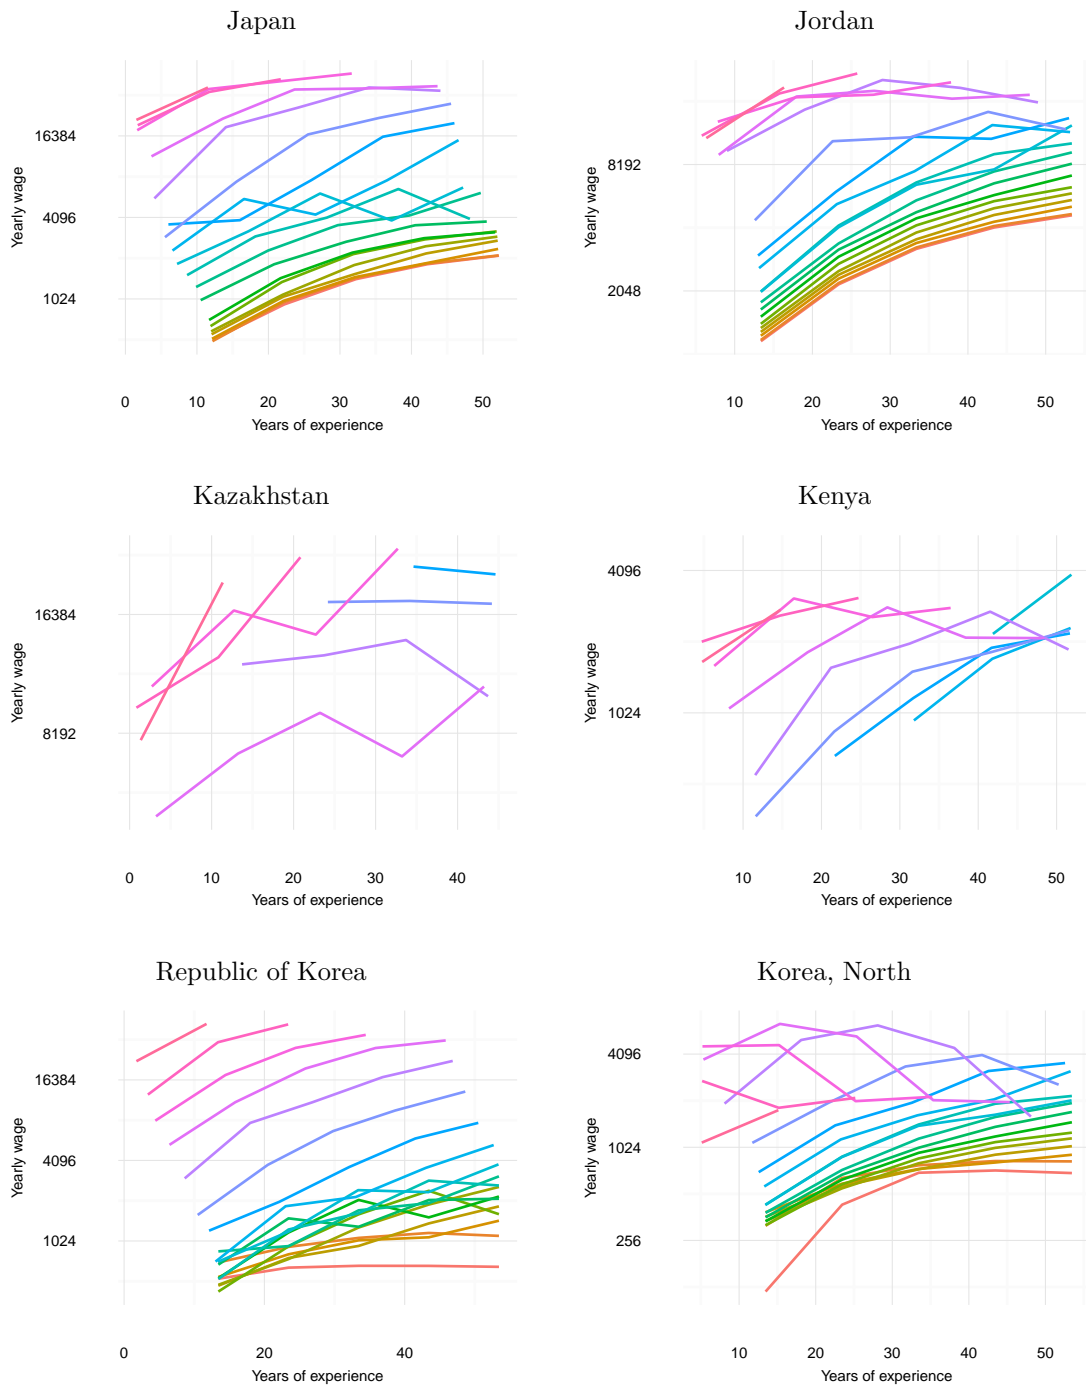 Japan
Yearly wage
16384
4096
1024
0 10 20 30 40 50
Years of experience
Jordan
Yearly wage
8192
2048
10 20 30 40 50
Years of experience
Kazakhstan
Yearly wage
16384
8192
0 10 20 30 40
Years of experience
Kenya
Yearly wage
4096
1024
10 20 30 40 50
Years of experience
Republic of Korea
Yearly wage
16384
4096
1024
0 20 40
Years of experience
Korea, North
Yearly wage
4096
1024
256
10 20 30 40 50
Years of experience